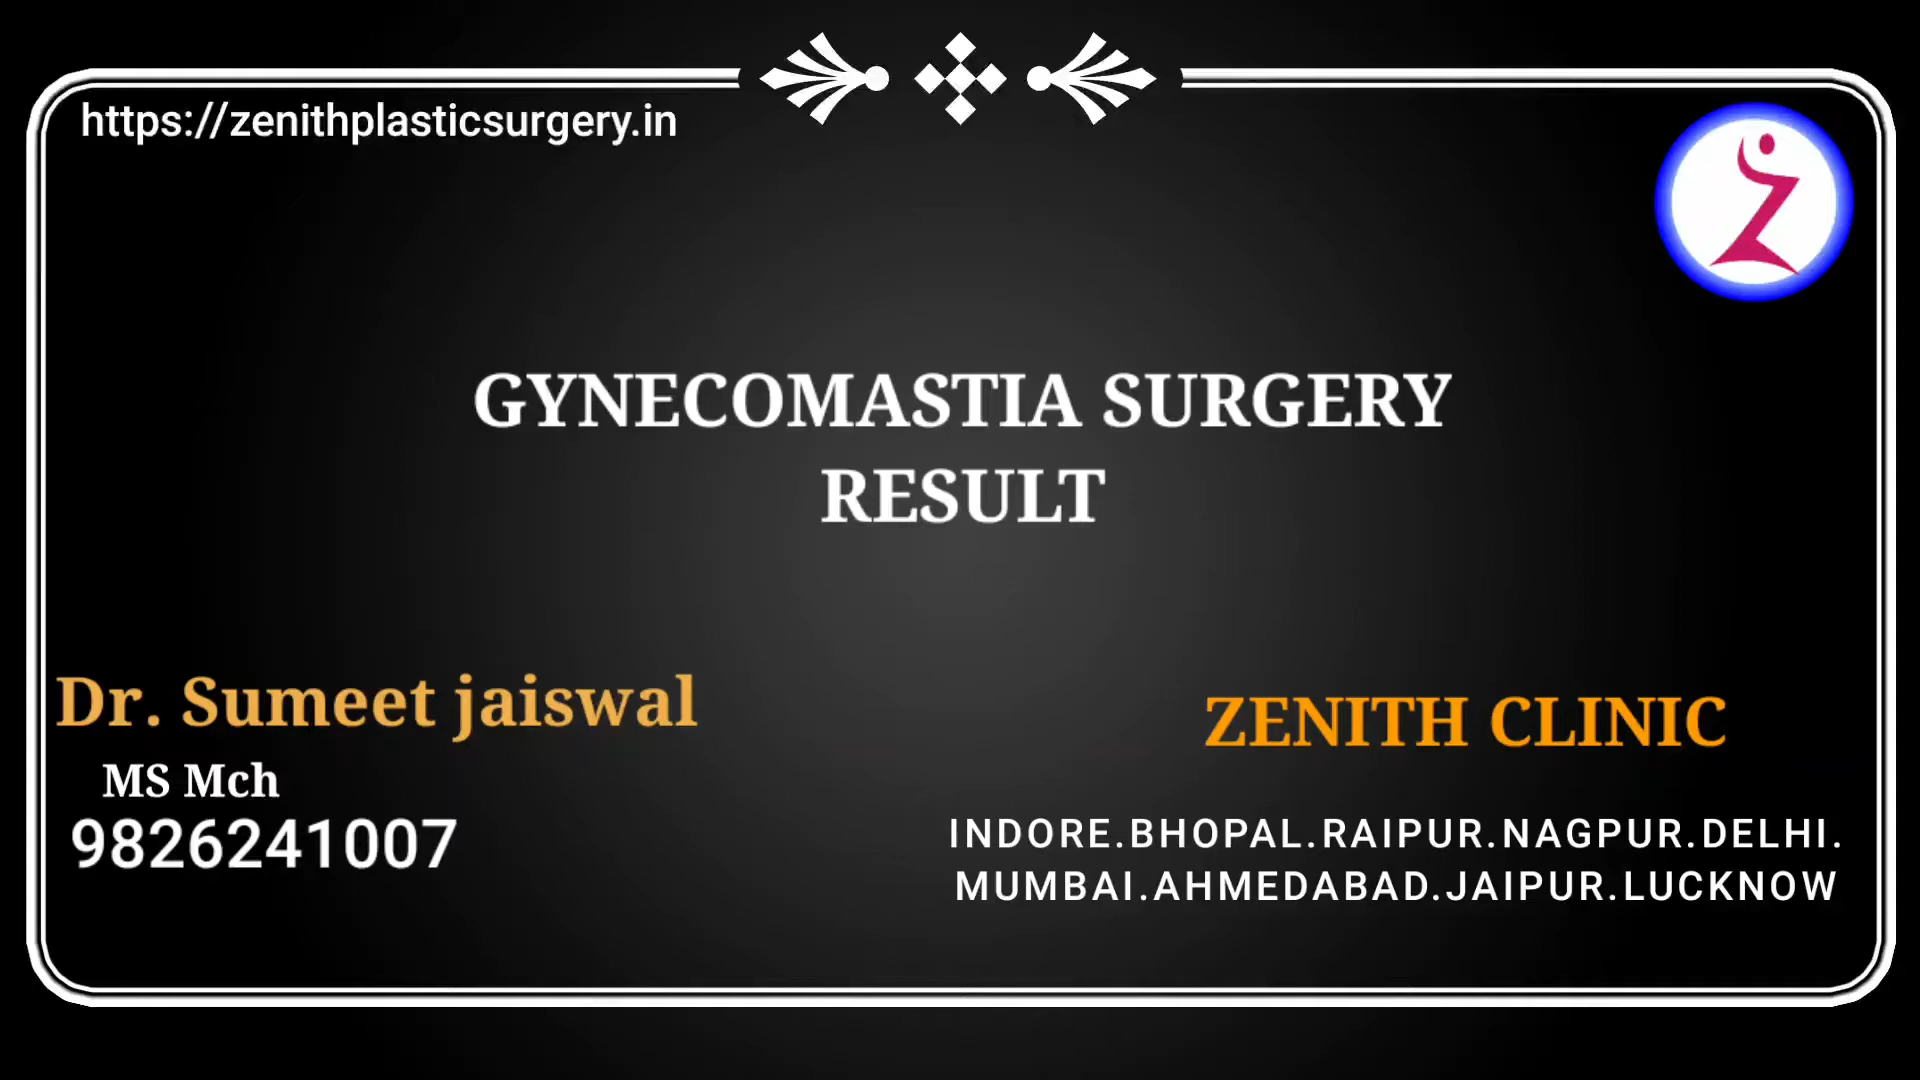 https://zenithplasticsurgery.in
GYNECOMASTIA SURGERY
RESULT
Dr. Sumeet jaiswal
MS Mch
9826241007
ZENITH CLINIC
INDORE.BHOPAL.RAIPUR.NAGPUR.DELHI.
MUMBAI.AHMEDABAD.JAIPUR.LUCKNOW